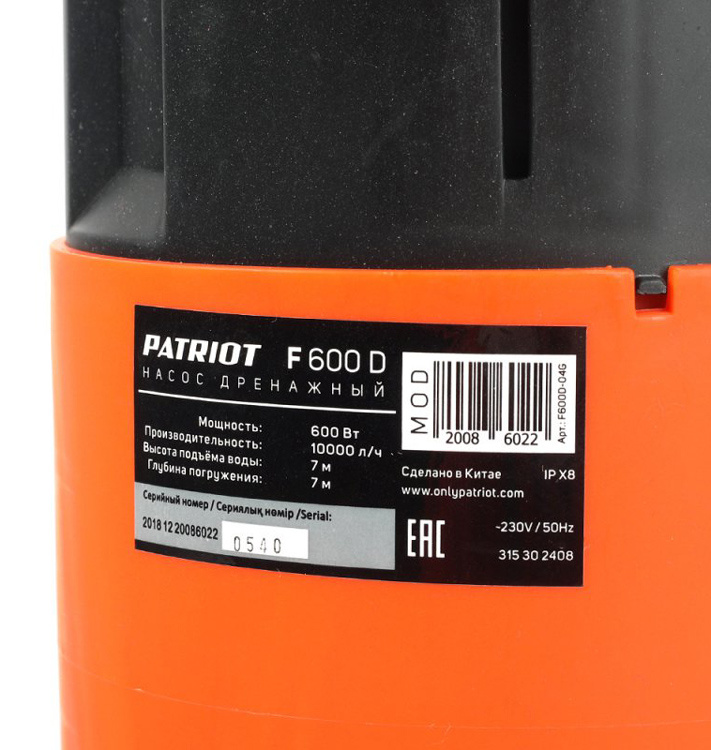 PATRIOT F 600 D
НАСОС ДРЕНАЖНЫЙ
Мощность: 600 Вт
Производительность: 10000 л/ч
Высота подъёма воды: 7 м
Глубина погружения: 7 м
Серийный номер / Сериялық нөмір /Serial:
2018 12 20086022 0540
MOD
2008 6022
Арт.: F600D-04G
Сделано в Китае IP X8
www.onlypatriot.com
EAC ~230V / 50Hz
315 30 2408